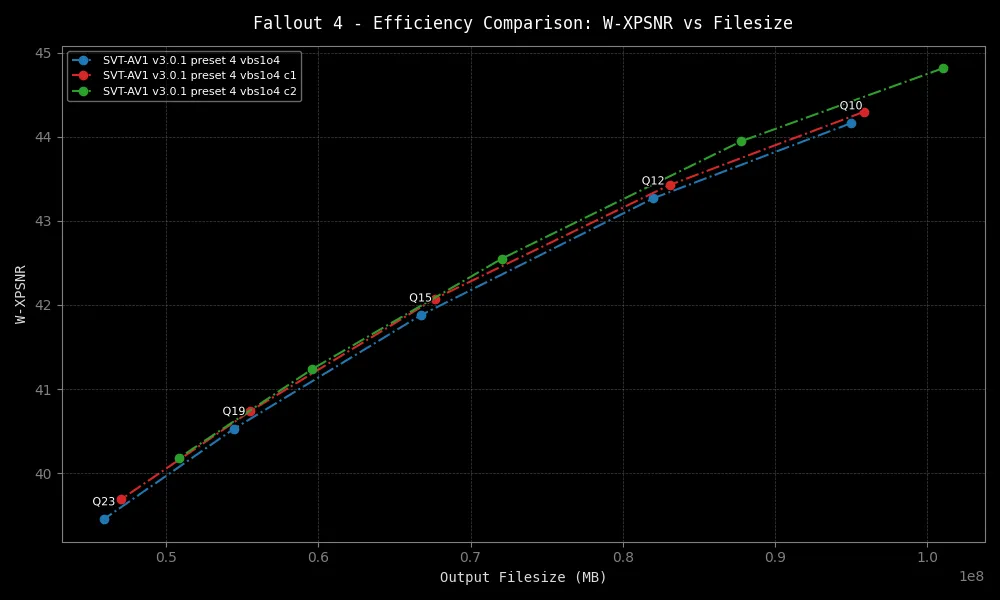 Fallout 4 - Efficiency Comparison: W-XPSNR vs Filesize
45
SVT-AV1 v3.0.1 preset 4 vbs1o4
SVT-AV1 v3.0.1 preset 4 vbs1o4 c1
SVT-AV1 v3.0.1 preset 4 vbs1o4 c2
Q10
44
Q12
43
W-XPSNR
42
Q15
41
Q19
40
Q23
0.5 0.6 0.7 0.8 0.9 1.0
1e8
Output Filesize (MB)